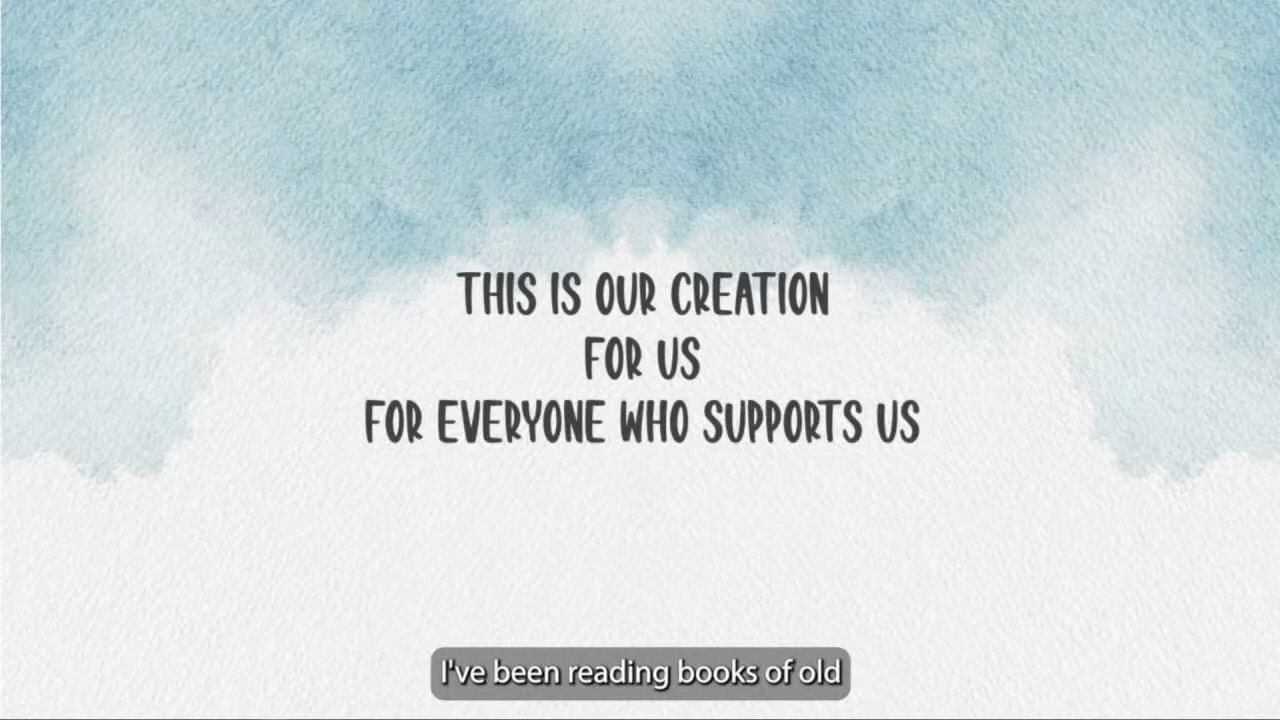 THIS IS OUR CREATION
FOR US
FOR EVERYONE WHO SUPPORTS US
I've been reading books of old